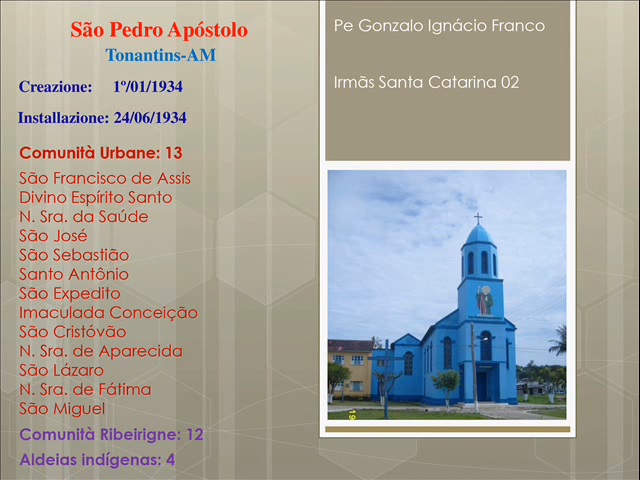 São Pedro Apóstolo
Tonantins-AM
Creazione: 1º/01/1934
Installazione: 24/06/1934
Comunità Urbane: 13
São Francisco de Assis
Divino Espírito Santo
N. Sra. da Saúde
São José
São Sebastião
Santo Antônio
São Expedito
Imaculada Conceição
São Cristóvão
N. Sra. de Aparecida
São Lázaro
N. Sra. de Fátima
São Miguel
Comunità Ribeirigne: 12
Aldeias indígenas: 4
Pe Gonzalo Ignácio Franco
Irmãs Santa Catarina 02
19